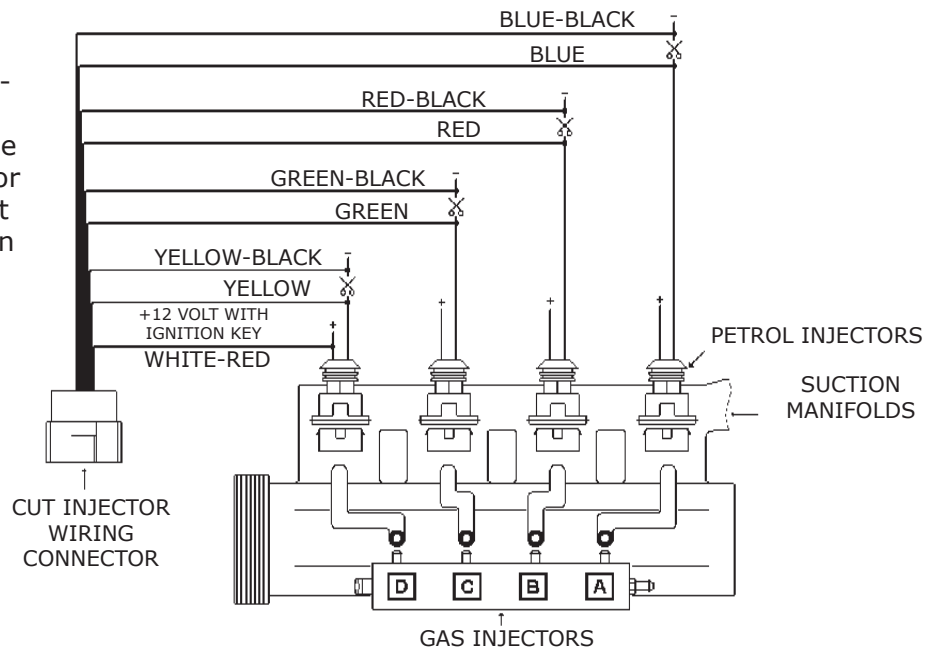 BLUE-BLACK
BLUE
-
RED-BLACK
e
RED
or
t
GREEN-BLACK
n
GREEN
YELLOW-BLACK
YELLOW
+12 VOLT WITH
IGNITION KEY
WHITE-RED
PETROL INJECTORS
SUCTION
MANIFOLDS
CUT INJECTOR
WIRING
CONNECTOR
D C B A
GAS INJECTORS